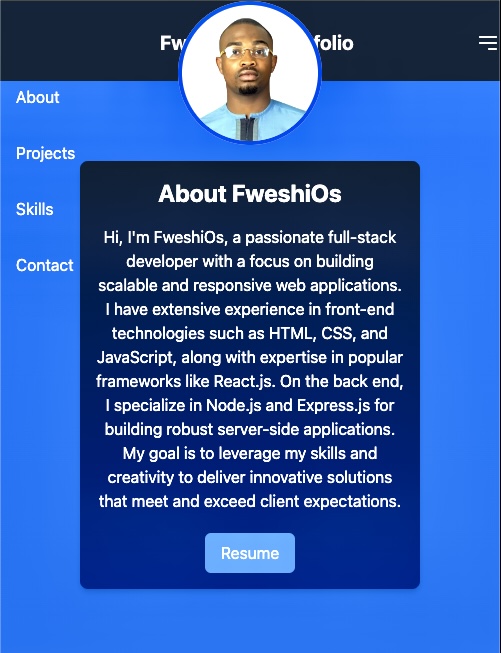 Fw folio
About
Projects
Skills
Contact
About FweshiOs
Hi, I'm FweshiOs, a passionate full-stack
developer with a focus on building
scalable and responsive web applications.
I have extensive experience in front-end
technologies such as HTML, CSS, and
JavaScript, along with expertise in popular
frameworks like React.js. On the back end,
I specialize in Node.js and Express.js for
building robust server-side applications.
My goal is to leverage my skills and
creativity to deliver innovative solutions
that meet and exceed client expectations.
Resume